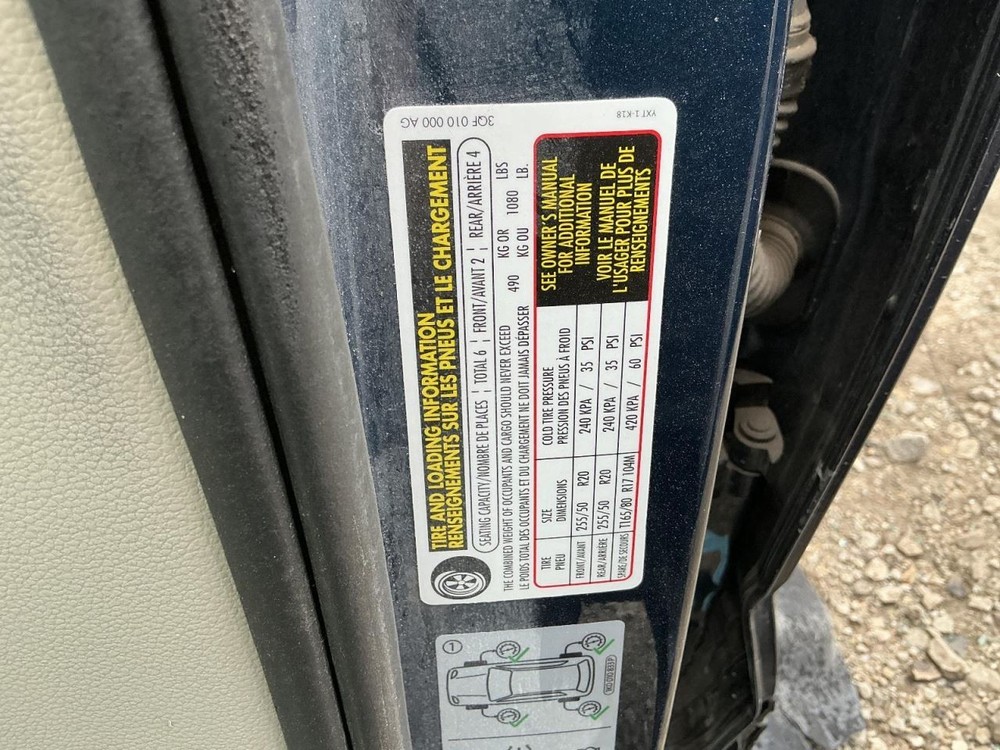 3QF 010 000 AG
YXT 1-K18
TIRE AND LOADING INFORMATION
RENSEIGNEMENTS SUR LES PNEUS ET LE CHARGEMENT
SEATING CAPACITY/NOMBRE DE PLACES ¦ TOTAL 6 ¦ FRONT/AVANT 2 ¦ REAR/ARRIÈRE 4
THE COMBINED WEIGHT OF OCCUPANTS AND CARGO SHOULD NEVER EXCEED 490 KG OR 1080 LBS
LE POIDS TOTAL DES OCCUPANTS ET DU CHARGEMENT NE DOIT JAMAIS DÉPASSER KG OU LB.
TIRE SIZE COLD TIRE PRESSURE
PNEU DIMENSIONS PRESSION DES PNEUS À FROID
FRONT/AVANT 255/50 R20 240 KPA / 35 PSI
REAR/ARRIÈRE 255/50 R20 240 KPA / 35 PSI
SPARE/DE SECOURS T165/80 R17 104M 420 KPA / 60 PSI
SEE OWNER'S MANUAL
FOR ADDITIONAL
INFORMATION
VOIR LE MANUEL DE
L'USAGER POUR PLUS DE
RENSEIGNEMENTS
1